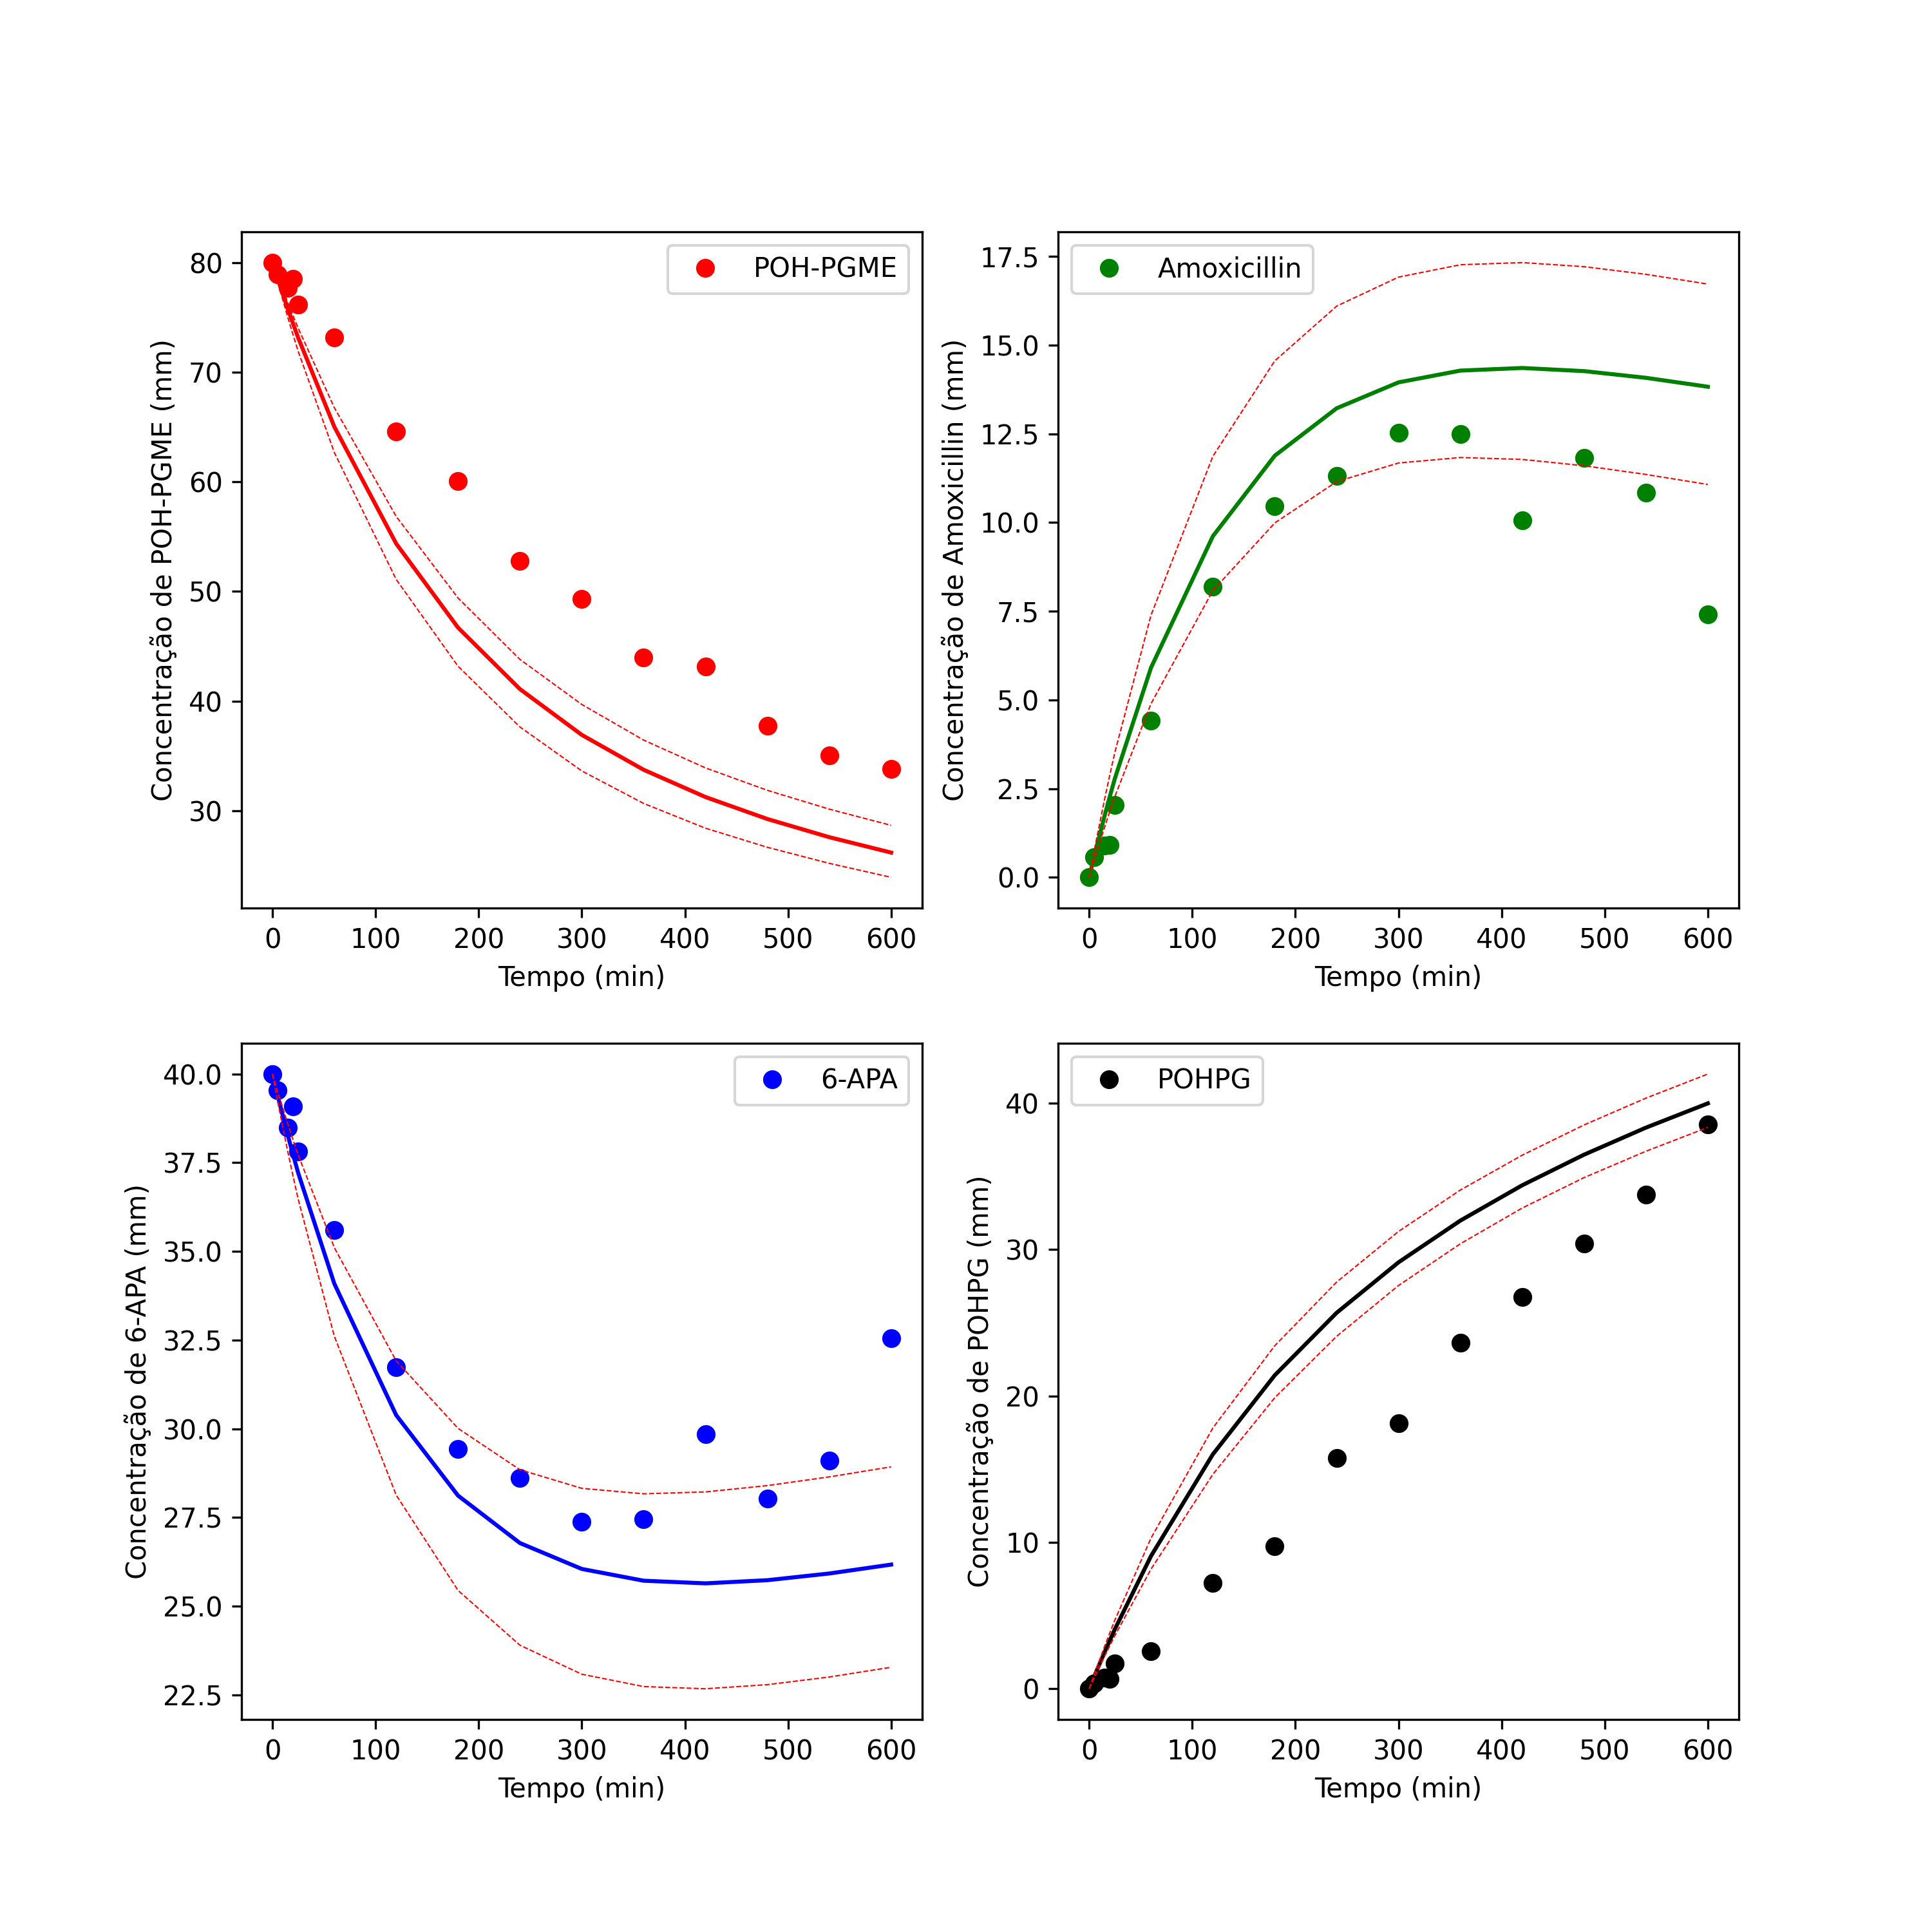 POH-PGME
80
70
60
50
40
30
Concentração de POH-PGME (mm)
0 100 200 300 400 500 600
Tempo (min)
Amoxicillin
17.5
15.0
12.5
10.0
7.5
5.0
2.5
0.0
Concentração de Amoxicillin (mm)
0 100 200 300 400 500 600
Tempo (min)
6-APA
40.0
37.5
35.0
32.5
30.0
27.5
25.0
22.5
Concentração de 6-APA (mm)
0 100 200 300 400 500 600
Tempo (min)
POHPG
40
30
20
10
0
Concentração de POHPG (mm)
0 100 200 300 400 500 600
Tempo (min)